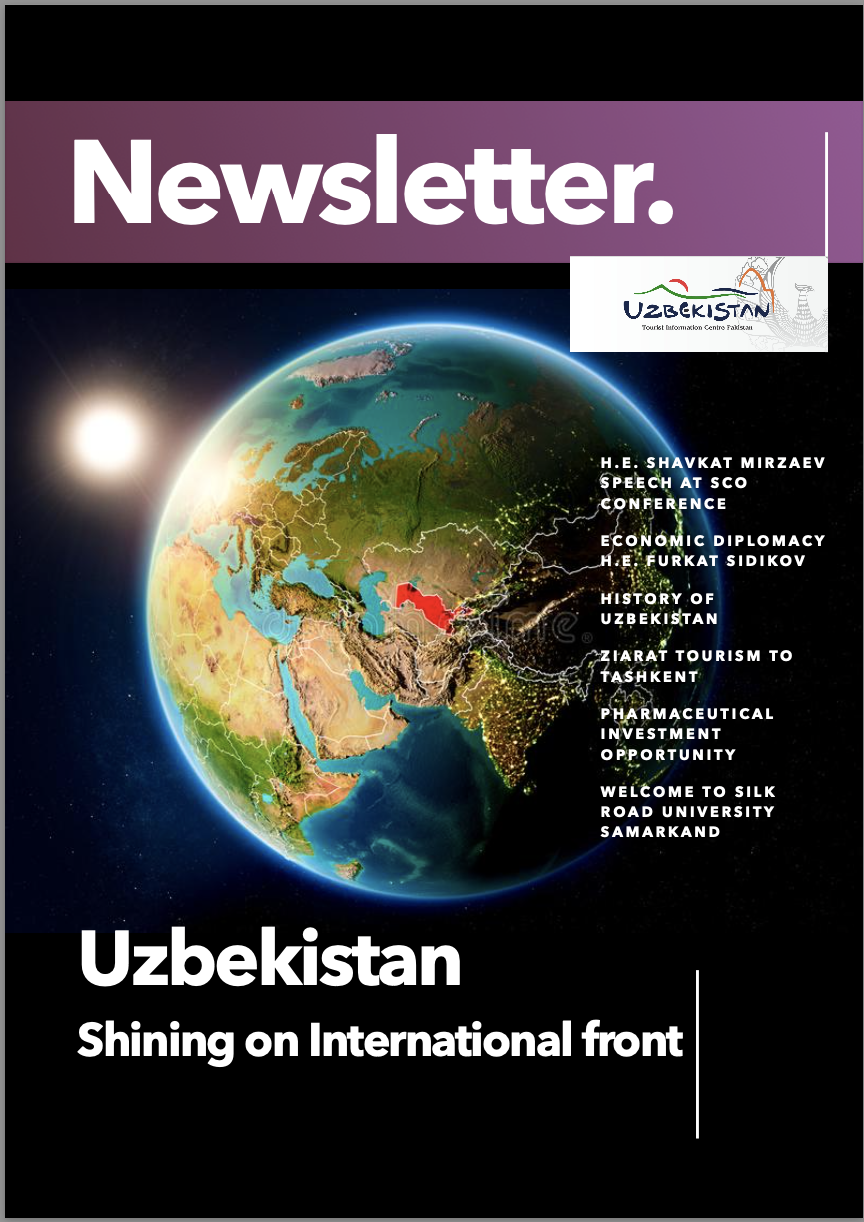 Newsletter.
UZBEKISTAN
Tourist Information Centre Pakistan
H.E. SHAVKAT MIRZAEV
SPEECH AT SCO
CONFERENCE
ECONOMIC DIPLOMACY
H.E. FURKAT SIDIKOV
HISTORY OF
UZBEKISTAN
ZIARAT TOURISM TO
TASHKENT
PHARMACEUTICAL
INVESTMENT
OPPORTUNITY
WELCOME TO SILK
ROAD UNIVERSITY
SAMARKAND
Uzbekistan
Shining on International front